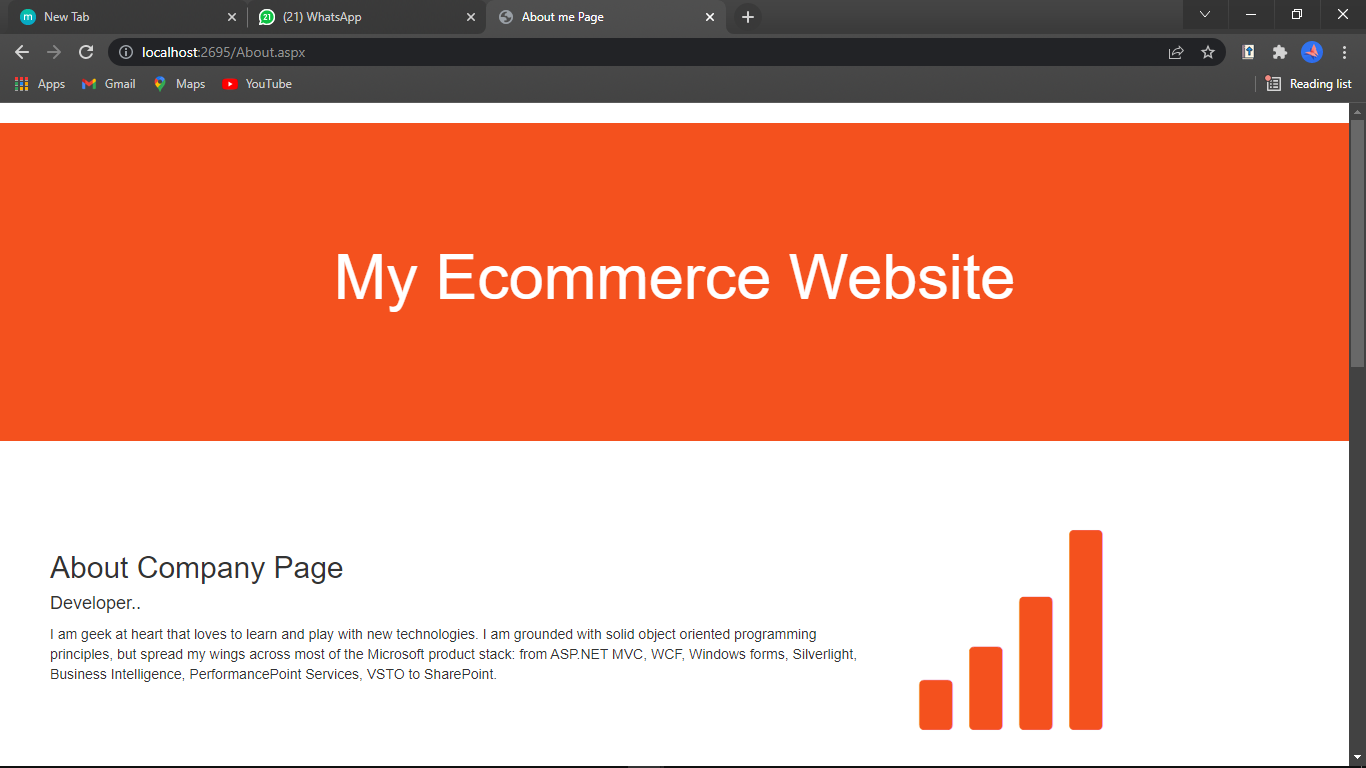 New Tab
(21) WhatsApp
About me Page
localhost:2695/About.aspx
Apps
Gmail
Maps
YouTube
Reading list
My Ecommerce Website
About Company Page
Developer..
I am geek at heart that loves to learn and play with new technologies. I am grounded with solid object oriented programming
principles, but spread my wings across most of the Microsoft product stack: from ASP.NET MVC, WCF, Windows forms, Silverlight,
Business Intelligence, PerformancePoint Services, VSTO to SharePoint.